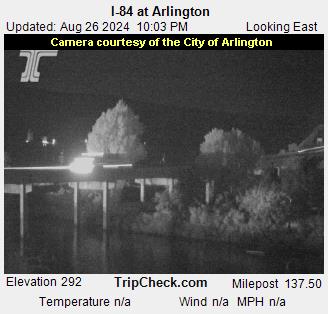 I-84 at Arlington
Updated: Aug 26 2024 10:03 PM Looking East
Camera courtesy of the City of Arlington
Elevation 292 TripCheck.com Milepost 137.50
Temperature n/a Wind n/a MPH n/a